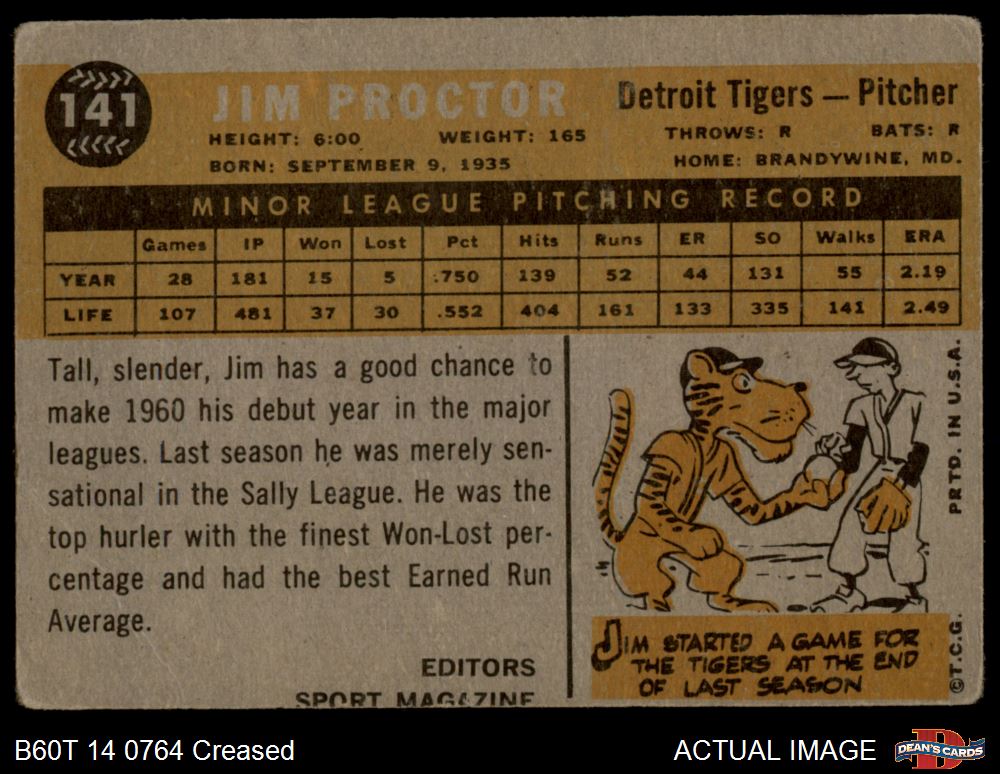 141
JIM PROCTOR
Detroit Tigers — Pitcher
HEIGHT: 6:00 WEIGHT: 165 THROWS: R BATS: R
BORN: SEPTEMBER 9, 1935 HOME: BRANDYWINE, MD.
MINOR LEAGUE PITCHING RECORD
Games IP Won Lost Pct Hits Runs ER SO Walks ERA
YEAR 28 181 15 5 .750 139 52 44 131 55 2.19
LIFE 107 481 37 30 .552 404 161 133 335 141 2.49
Tall, slender, Jim has a good chance to
make 1960 his debut year in the major
leagues. Last season he was merely sen-
sational in the Sally League. He was the
top hurler with the finest Won-Lost per-
centage and had the best Earned Run
Average.
EDITORS
SPORT MAGAZINE
JIM STARTED A GAME FOR
THE TIGERS AT THE END
OF LAST SEASON
PRTD. IN U.S.A.
©T.C.G.
B60T 14 0764 Creased
ACTUAL IMAGE
D
DEAN'S CARDS